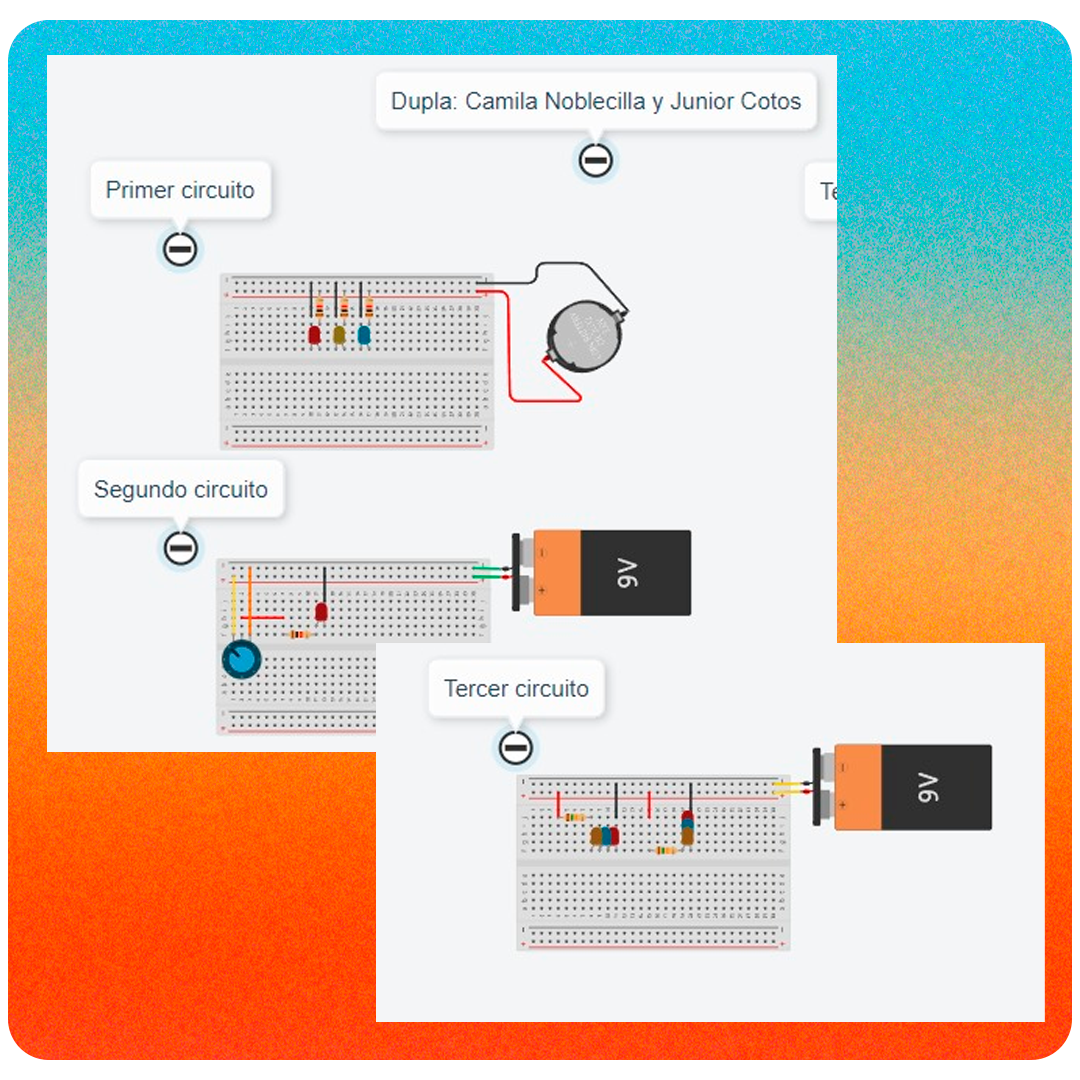 Dupla: Camila Noblecilla y Junior Cotos
Primer circuito
Te
Segundo circuito
9V
Tercer circuito
9V